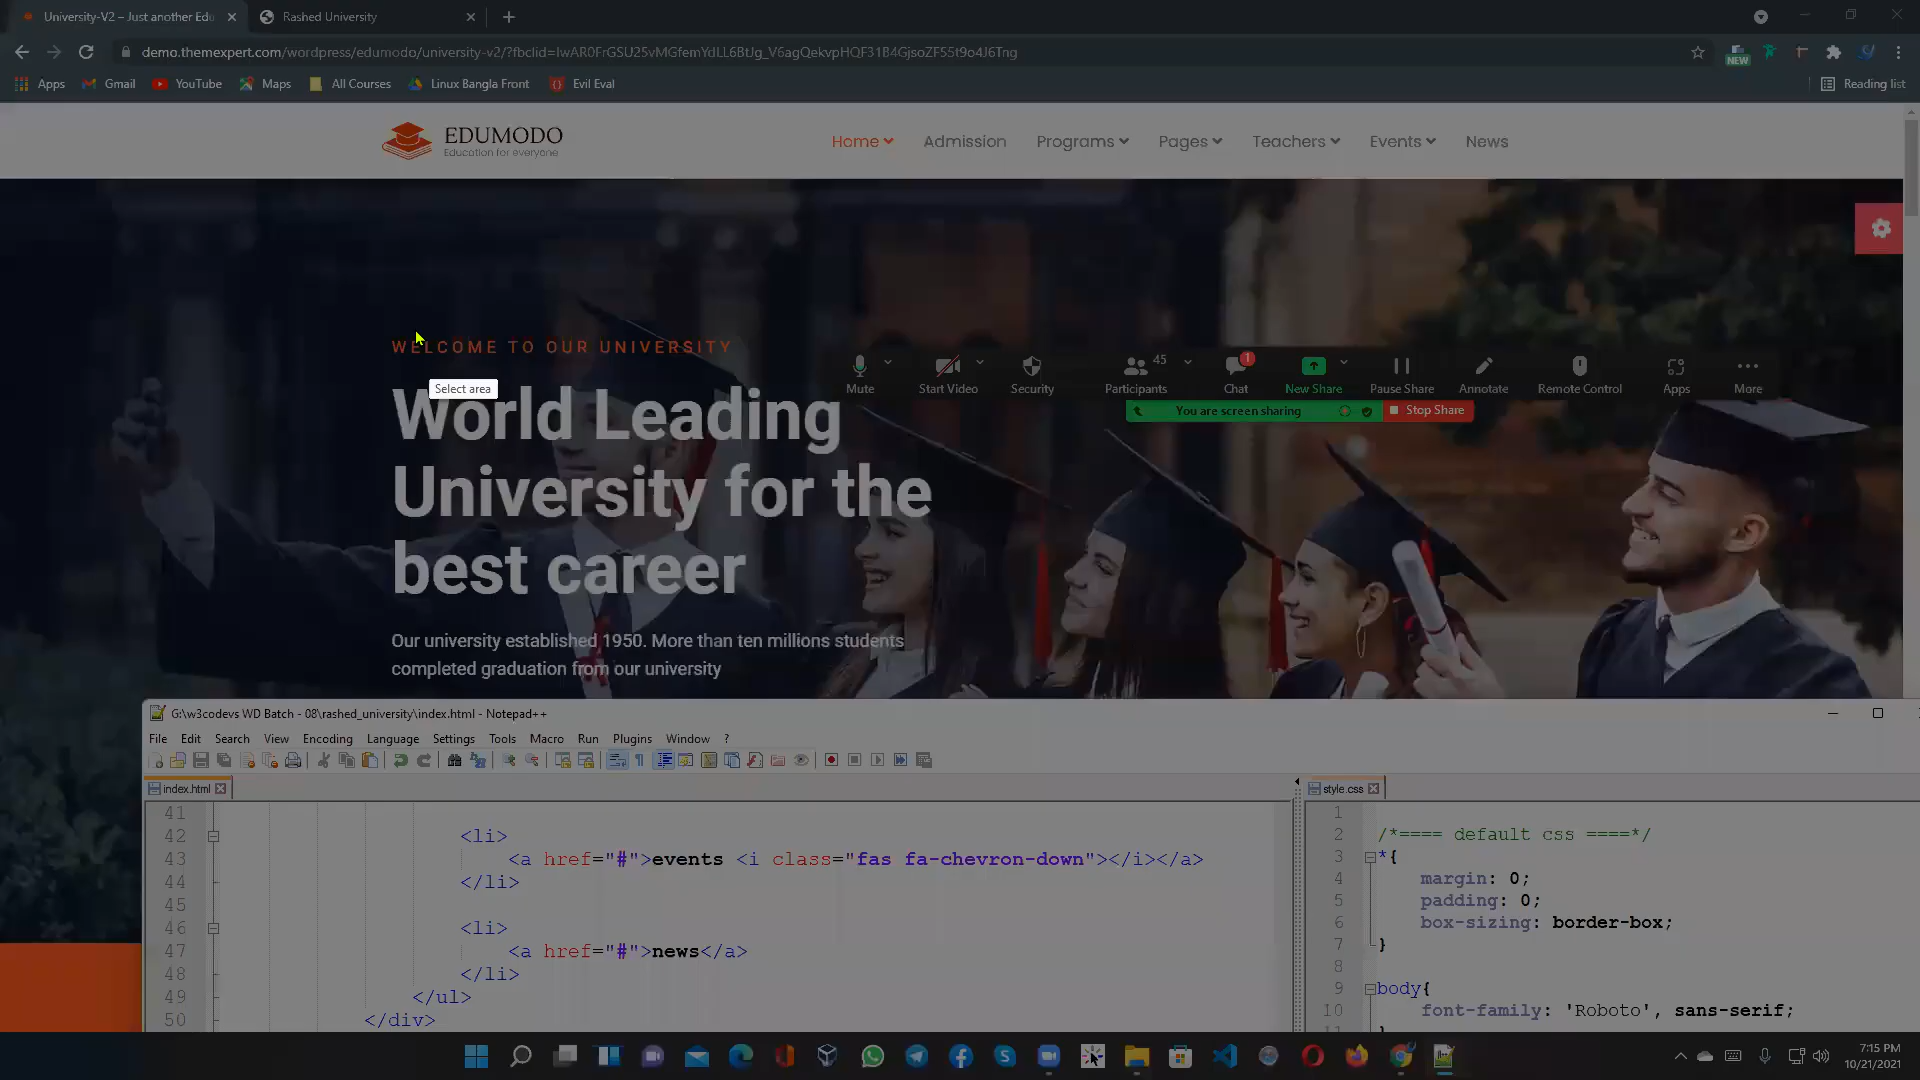 University-V2 – Just another Edu
Rashed University
demo.themexpert.com/wordpress/edumodo/university-v2/?fbclid=IwAR0FrGSU25vMGfemYdLL6BtJg_V6agQekvpHQF31B4GjsoZF55t9o4J6Tng
NEW
Apps
Gmail
YouTube
Maps
All Courses
Linux Bangla Front
Evil Eval
Reading list
EDUMODO
Education for everyone
Home
Admission
Programs
Pages
Teachers
Events
News
WELCOME TO OUR UNIVERSITY
Select area
World Leading
University for the
best career
Our university established 1950. More than ten millions students
completed graduation from our university
Mute
Start Video
Security
45
Participants
1
Chat
New Share
Pause Share
Annotate
Remote Control
Apps
More
You are screen sharing
Stop Share
G:\w3codevs WD Batch - 08\rashed_university\index.html - Notepad++
File
Edit
Search
View
Encoding
Language
Settings
Tools
Macro
Run
Plugins
Window
?
index.html
41
42 <li>
43 <a href="#">events <i class="fas fa-chevron-down"></i></a>
44 </li>
45
46 <li>
47 <a href="#">news</a>
48 </li>
49 </ul>
50 </div>
style.css
1
2 /*==== default css ====*/
3 *{
4 margin: 0;
5 padding: 0;
6 box-sizing: border-box;
7 }
8
9 body{
10 font-family: 'Roboto', sans-serif;
7:15 PM
10/21/2021